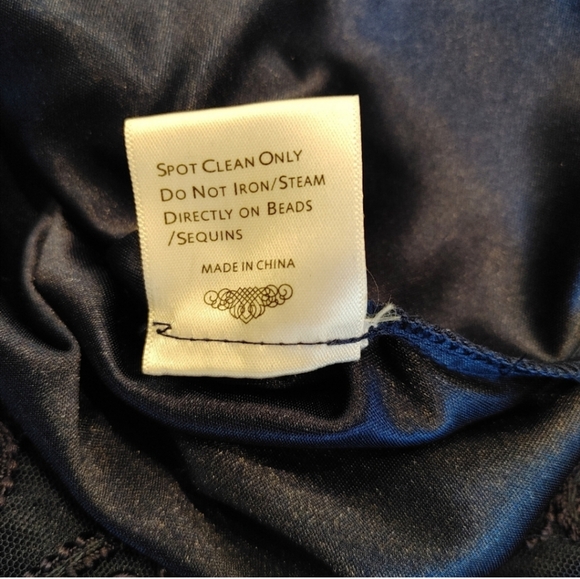 SPOT CLEAN ONLY
DO NOT IRON/STEAM
DIRECTLY ON BEADS
/SEQUINS
MADE IN CHINA